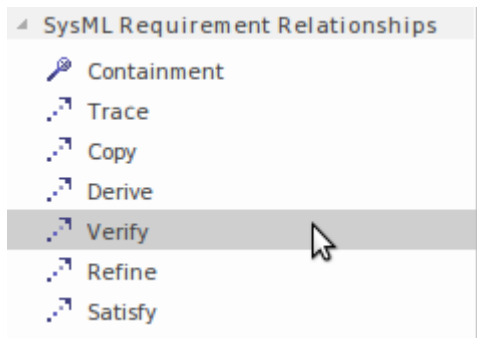 SysML Requirement Relationships
Containment
Trace
Copy
Derive
Verify
Refine
Satisfy